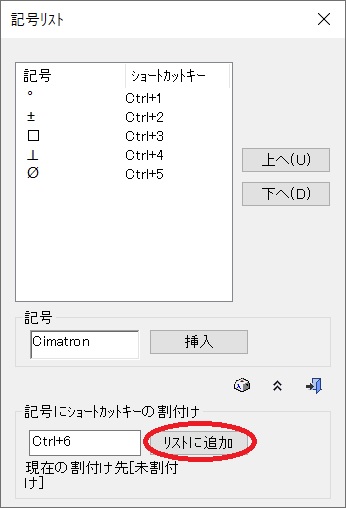 記号リスト
記号 ショートカットキー
° Ctrl+1
± Ctrl+2
□ Ctrl+3
⊥ Ctrl+4
Ø Ctrl+5
上へ(U)
下へ(D)
記号
Cimatron 挿入
記号にショートカットキーの割付け
Ctrl+6 リストに追加
現在の割付け先[未割付
け]